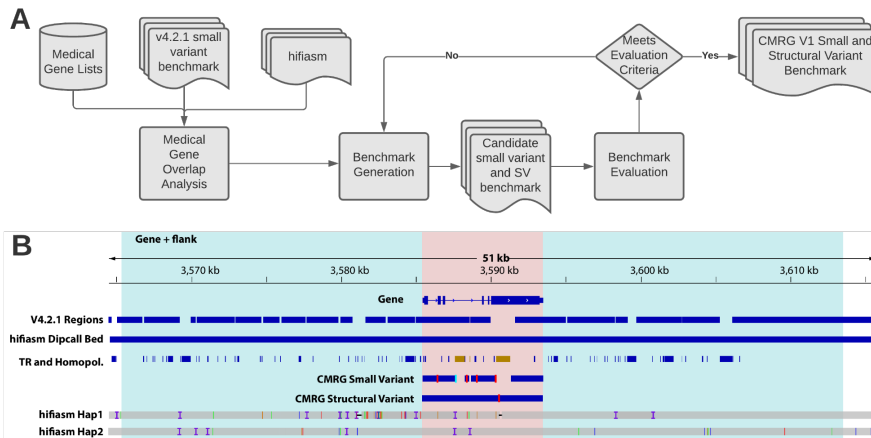 A
Medical
Gene Lists
v4.2.1 small
variant
benchmark
hifiasm
No
Meets
Evaluation
Criteria
Yes
CMRG V1 Small and
Structural Variant
Benchmark
Medical
Gene
Overlap
Analysis
Benchmark
Generation
Candidate
small variant
and SV
benchmark
Benchmark
Evaluation
B
Gene + flank
51 kb
3,570 kb
3,580 kb
3,590 kb
3,600 kb
3,610 kb
Gene
V4.2.1 Regions
hifiasm Dipcall Bed
TR and Homopol.
CMRG Small Variant
CMRG Structural Variant
hifiasm Hap1
hifiasm Hap2